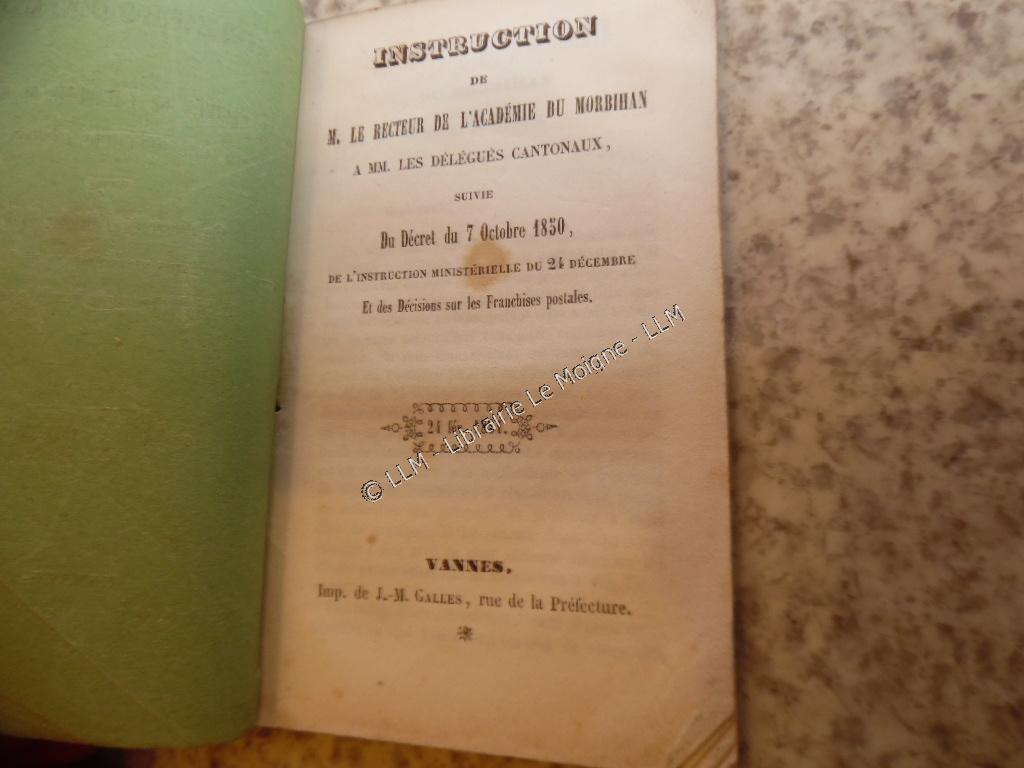 INSTRUCTION
DE
M. LE RECTEUR DE L'ACADÉMIE DU MORBIHAN
A MM. LES DÉLÉGUÉS CANTONAUX,
SUIVIE
Du Décret du 7 Octobre 1850,
DE L'INSTRUCTION MINISTÉRIELLE DU 24 DÉCEMBRE
Et des Décisions sur les Franchises postales.
24
© LLM - Librairie Le Moigne - LLM
VANNES,
Imp. de J.-M. GALLES, rue de la Préfecture.